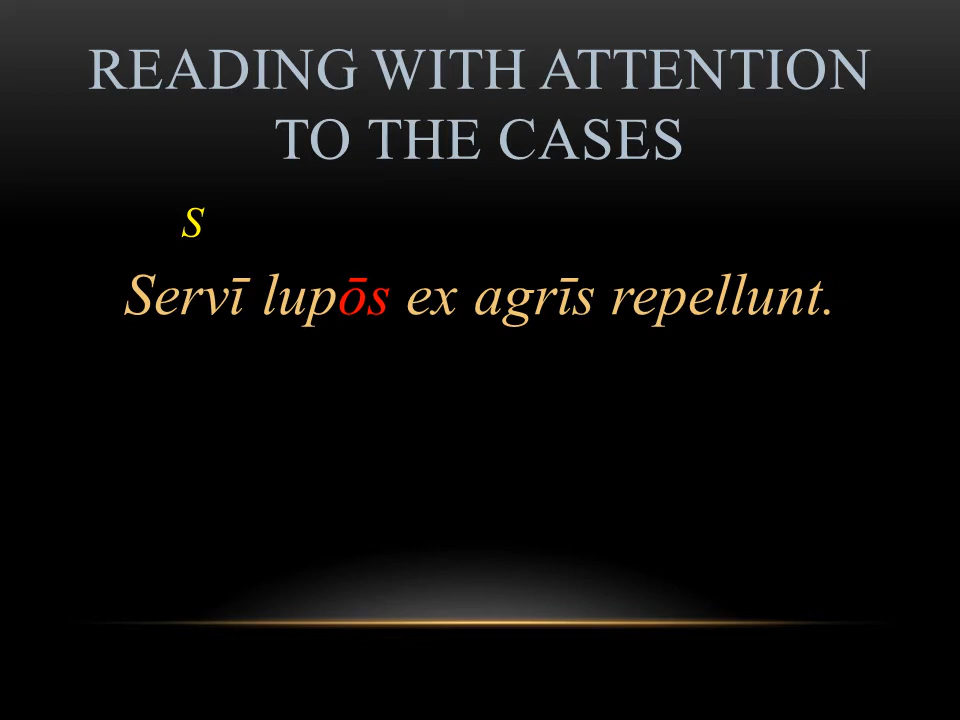 READING WITH ATTENTION
TO THE CASES
S
Servī lupōs ex agrīs repellunt.